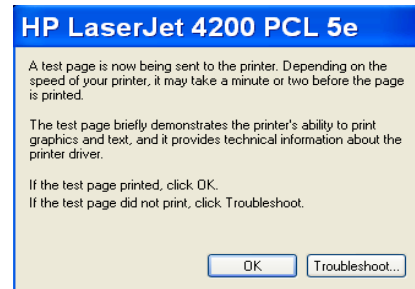 HP LaserJet 4200 PCL 5e
A test page is now being sent to the printer. Depending on the
speed of your printer, it may take a minute or two before the page
is printed.
The test page briefly demonstrates the printer's ability to print
graphics and text, and it provides technical information about the
printer driver.
If the test page printed, click OK.
If the test page did not print, click Troubleshoot.
OK
Troubleshoot...